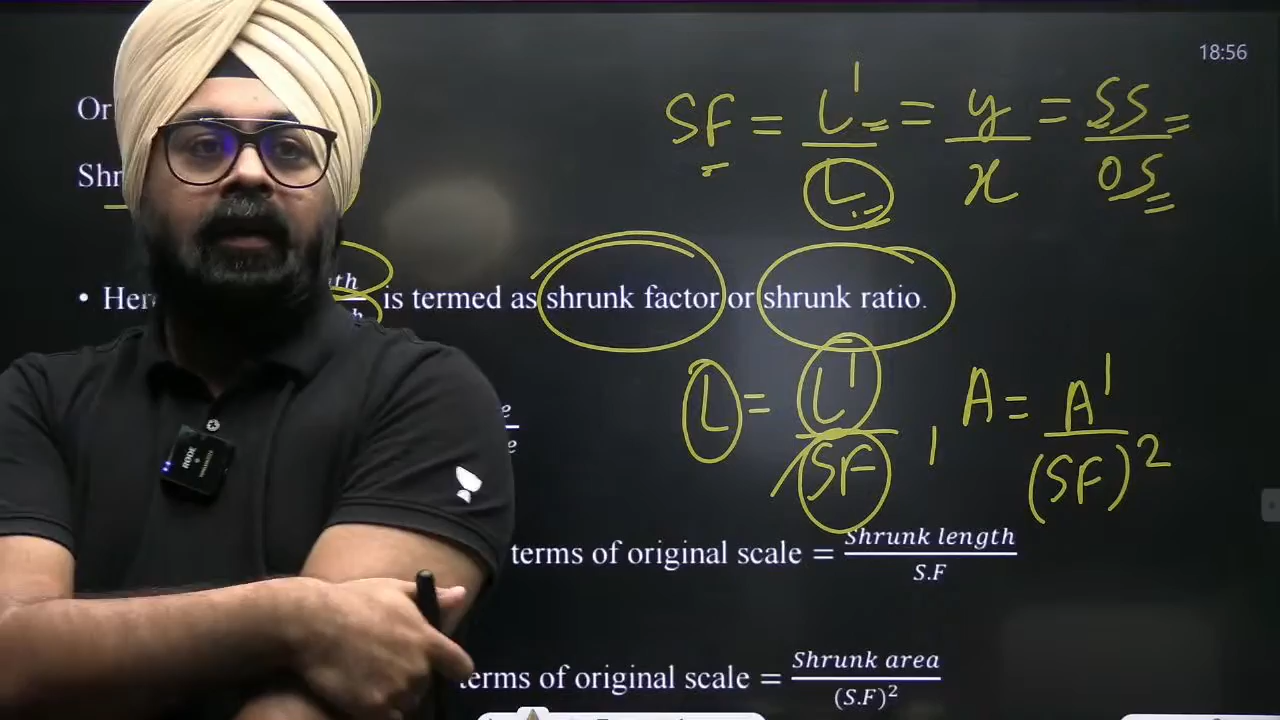 18:56
Or
SF = L' / L = y / x = SS / OS
Shr
• Her is termed as shrunk factor or shrunk ratio.
L = L' / (SF) , A = A' / (SF)²
RODE
terms of original scale = Shrunk length / S.F
terms of original scale = Shrunk area / (S.F)²